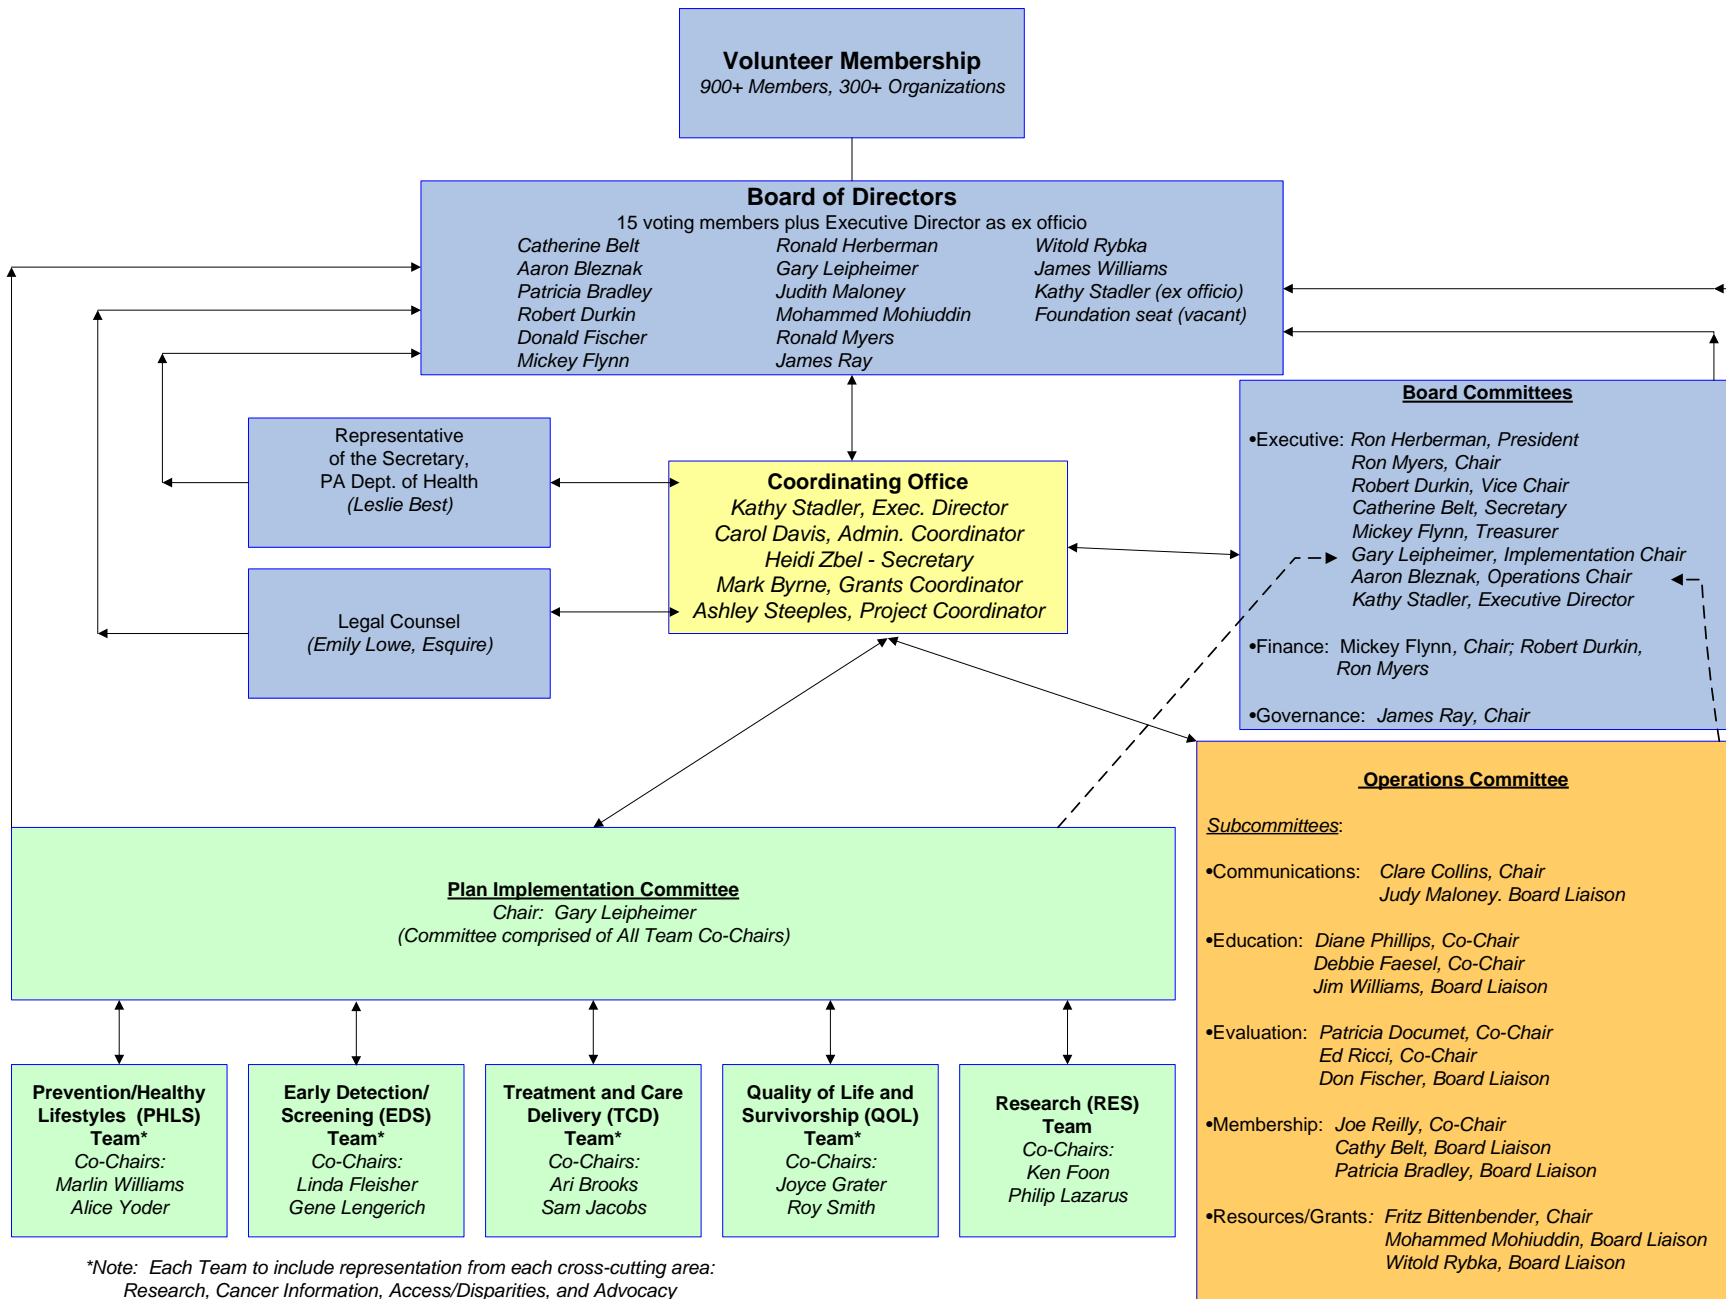 Volunteer Membership
900+ Members, 300+ Organizations
Board of Directors
15 voting members plus Executive Director as ex officio
Catherine Belt
Aaron Bleznak
Patricia Bradley
Robert Durkin
Donald Fischer
Mickey Flynn
Ronald Herberman
Gary Leipheimer
Judith Maloney
Mohammed Mohiuddin
Ronald Myers
James Ray
Witold Rybka
James Williams
Kathy Stadler (ex officio)
Foundation seat (vacant)
Representative
of the Secretary,
PA Dept. of Health
(Leslie Best)
Legal Counsel
(Emily Lowe, Esquire)
Coordinating Office
Kathy Stadler, Exec. Director
Carol Davis, Admin. Coordinator
Heidi Zbel - Secretary
Mark Byrne, Grants Coordinator
Ashley Steeples, Project Coordinator
Board Committees
•Executive: Ron Herberman, President
Ron Myers, Chair
Robert Durkin, Vice Chair
Catherine Belt, Secretary
Mickey Flynn, Treasurer
Gary Leipheimer, Implementation Chair
Aaron Bleznak, Operations Chair
Kathy Stadler, Executive Director
•Finance: Mickey Flynn, Chair; Robert Durkin,
Ron Myers
•Governance: James Ray, Chair
Operations Committee
Subcommittees:
•Communications: Clare Collins, Chair
Judy Maloney. Board Liaison
•Education: Diane Phillips, Co-Chair
Debbie Faesel, Co-Chair
Jim Williams, Board Liaison
•Evaluation: Patricia Documet, Co-Chair
Ed Ricci, Co-Chair
Don Fischer, Board Liaison
•Membership: Joe Reilly, Co-Chair
Cathy Belt, Board Liaison
Patricia Bradley, Board Liaison
•Resources/Grants: Fritz Bittenbender, Chair
Mohammed Mohiuddin, Board Liaison
Witold Rybka, Board Liaison
Plan Implementation Committee
Chair: Gary Leipheimer
(Committee comprised of All Team Co-Chairs)
Prevention/Healthy
Lifestyles (PHLS)
Team*
Co-Chairs:
Marlin Williams
Alice Yoder
Early Detection/
Screening (EDS)
Team*
Co-Chairs:
Linda Fleisher
Gene Lengerich
Treatment and Care
Delivery (TCD)
Team*
Co-Chairs:
Ari Brooks
Sam Jacobs
Quality of Life and
Survivorship (QOL)
Team*
Co-Chairs:
Joyce Grater
Roy Smith
Research (RES)
Team
Co-Chairs:
Ken Foon
Philip Lazarus
*Note: Each Team to include representation from each cross-cutting area:
Research, Cancer Information, Access/Disparities, and Advocacy